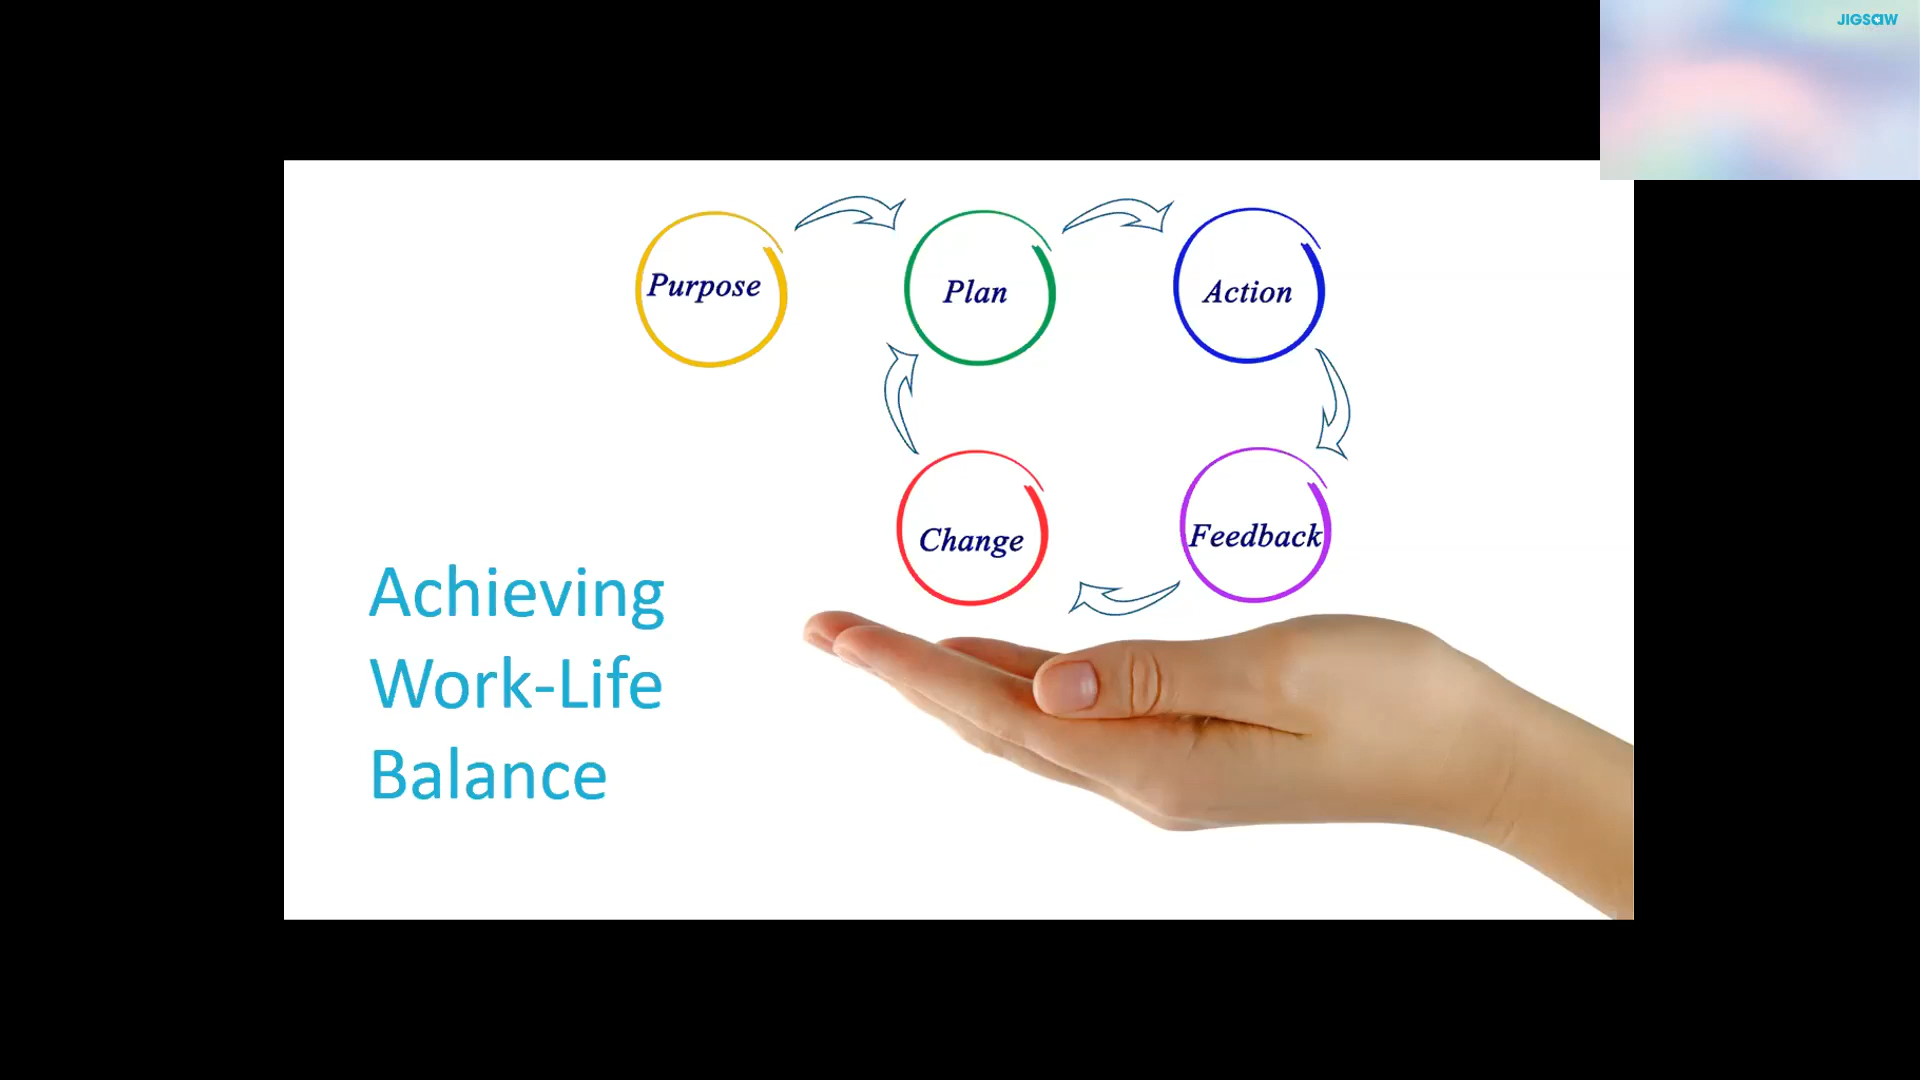 JIGSAW
Purpose
Plan
Action
Change
Feedback
Achieving
Work-Life
Balance